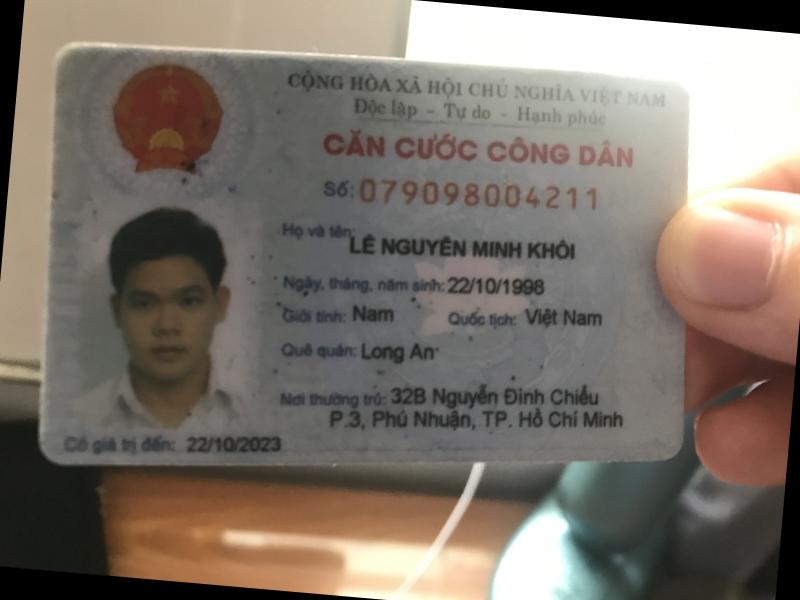 CỘNG HÒA XÃ HỘI CHỦ NGHĨA VIỆT NAM
Độc lập - Tự do - Hạnh phúc
CĂN CƯỚC CÔNG DÂN
Số: 079098004211
Họ và tên: LÊ NGUYÊN MINH KHÔI
Ngày, tháng, năm sinh: 22/10/1998
Giới tính: Nam Quốc tịch: Việt Nam
Quê quán: Long An
Nơi thường trú: 32B Nguyễn Đình Chiểu
P.3, Phú Nhuận, TP. Hồ Chí Minh
Có giá trị đến: 22/10/2023